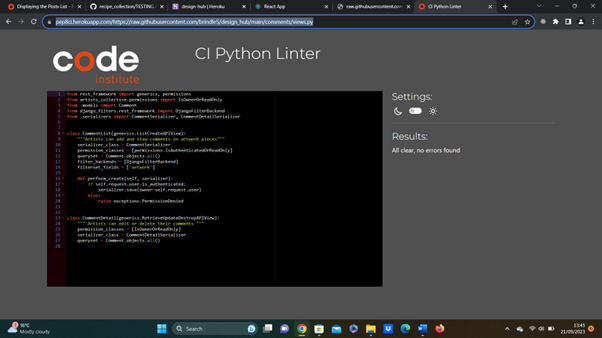 Displaying the Posts List - 
recipe_collection/TESTING.
design-hub | Heroku
React App
raw.githubusercontent.com
CI Python Linter
pep8ci.herokuapp.com/https://raw.githubusercontent.com/brindle5/design_hub/main/comments/views.py
code
institute
CI Python Linter
Settings:
Results:
All clear, no errors found
1 from rest_framework import generics, permissions
2 from artists_collective.permissions import IsOwnerOrReadOnly
3 from .models import Comment
4 from django_filters.rest_framework import DjangoFilterBackend
5 from .serializers import CommentSerializer, CommentDetailSerializer
6
7
8 class CommentList(generics.ListCreateAPIView):
9 """Artists can add and view comments on artwork pieces"""
10 serializer_class = CommentSerializer
11 permission_classes = [permissions.IsAuthenticatedOrReadOnly]
12 queryset = Comment.objects.all()
13 filter_backends = [DjangoFilterBackend]
14 filterset_fields = ['artwork']
15
16 def perform_create(self, serializer):
17 if self.request.user.is_authenticated:
18 serializer.save(owner=self.request.user)
19 else:
20 raise exceptions.PermissionDenied
21
22
23 class CommentDetail(generics.RetrieveUpdateDestroyAPIView):
24 """ Artists can edit or delete their comments """
25 permission_classes = [IsOwnerOrReadOnly]
26 serializer_class = CommentDetailSerializer
27 queryset = Comment.objects.all()
28
16°C
Mostly cloudy
Search
13:45
21/09/2023